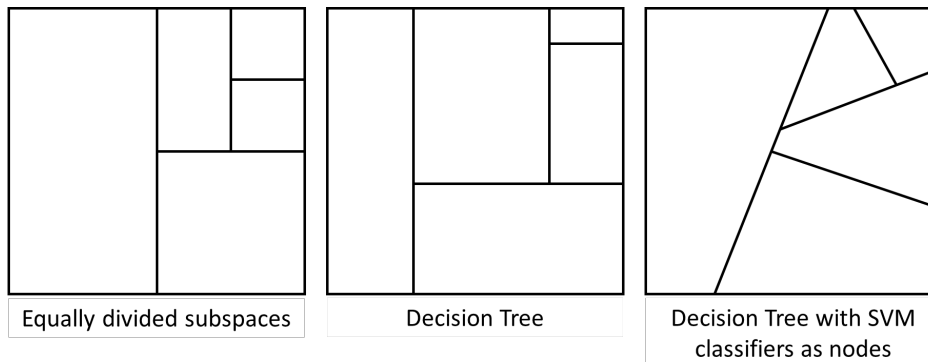 Equally divided subspaces
Decision Tree
Decision Tree with SVM
classifiers as nodes